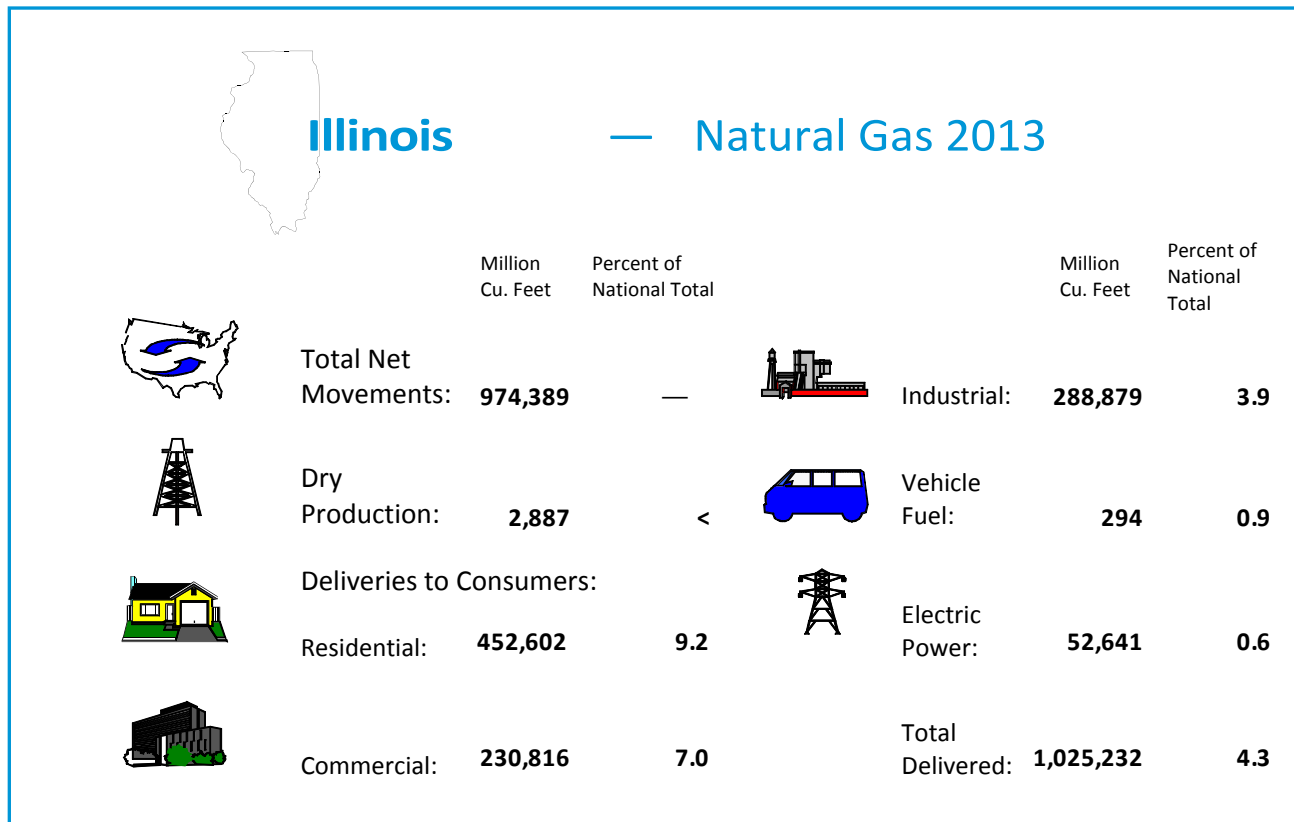 Illinois — Natural Gas 2013
Million
Cu. Feet
Percent of
National Total
Million
Cu. Feet
Percent of
National
Total
Total Net
Movements: 974,389 —
Industrial: 288,879 3.9
Dry
Production: 2,887 <
Vehicle
Fuel: 294 0.9
Deliveries to Consumers:
Residential: 452,602 9.2
Electric
Power: 52,641 0.6
Commercial: 230,816 7.0
Total
Delivered: 1,025,232 4.3